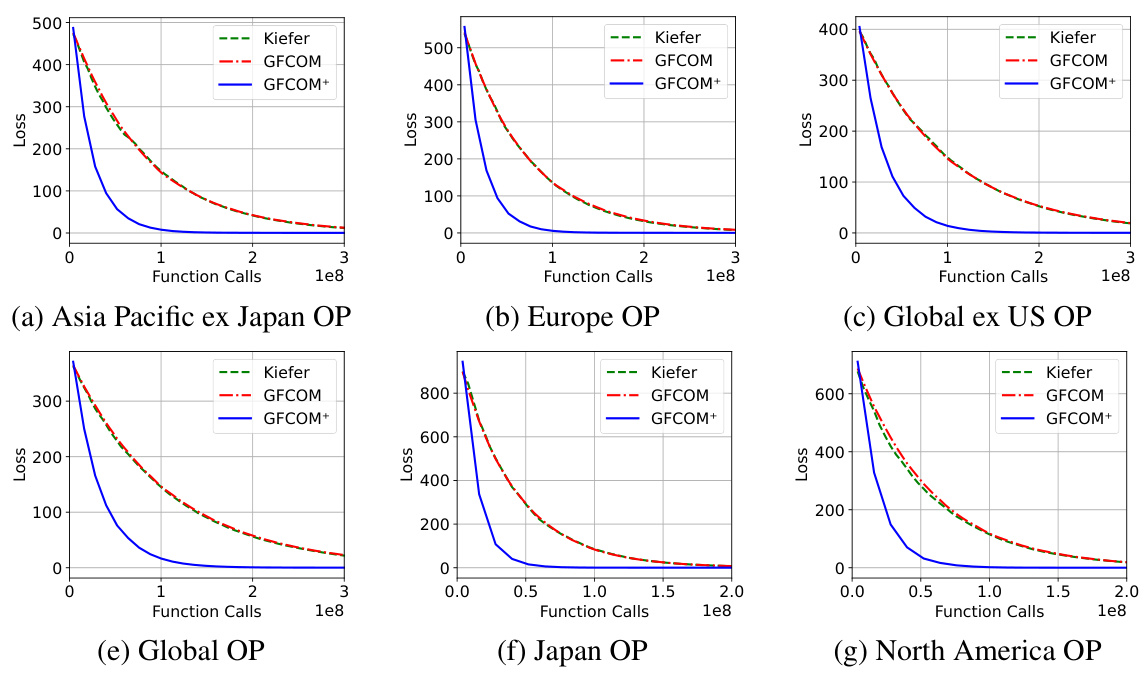 500
400
300
200
100
0
Loss
Kiefer
GFCOM
GFCOM⁺
0 1 2 3
Function Calls 1e8
(a) Asia Pacific ex Japan OP
500
400
300
200
100
0
Loss
Kiefer
GFCOM
GFCOM⁺
0 1 2 3
Function Calls 1e8
(b) Europe OP
400
300
200
100
0
Loss
Kiefer
GFCOM
GFCOM⁺
0 1 2 3
Function Calls 1e8
(c) Global ex US OP
300
200
100
0
Loss
Kiefer
GFCOM
GFCOM⁺
0 1 2 3
Function Calls 1e8
(e) Global OP
800
600
400
200
0
Loss
Kiefer
GFCOM
GFCOM⁺
0.0 0.5 1.0 1.5 2.0
Function Calls 1e8
(f) Japan OP
600
400
200
0
Loss
Kiefer
GFCOM
GFCOM⁺
0.0 0.5 1.0 1.5 2.0
Function Calls 1e8
(g) North America OP